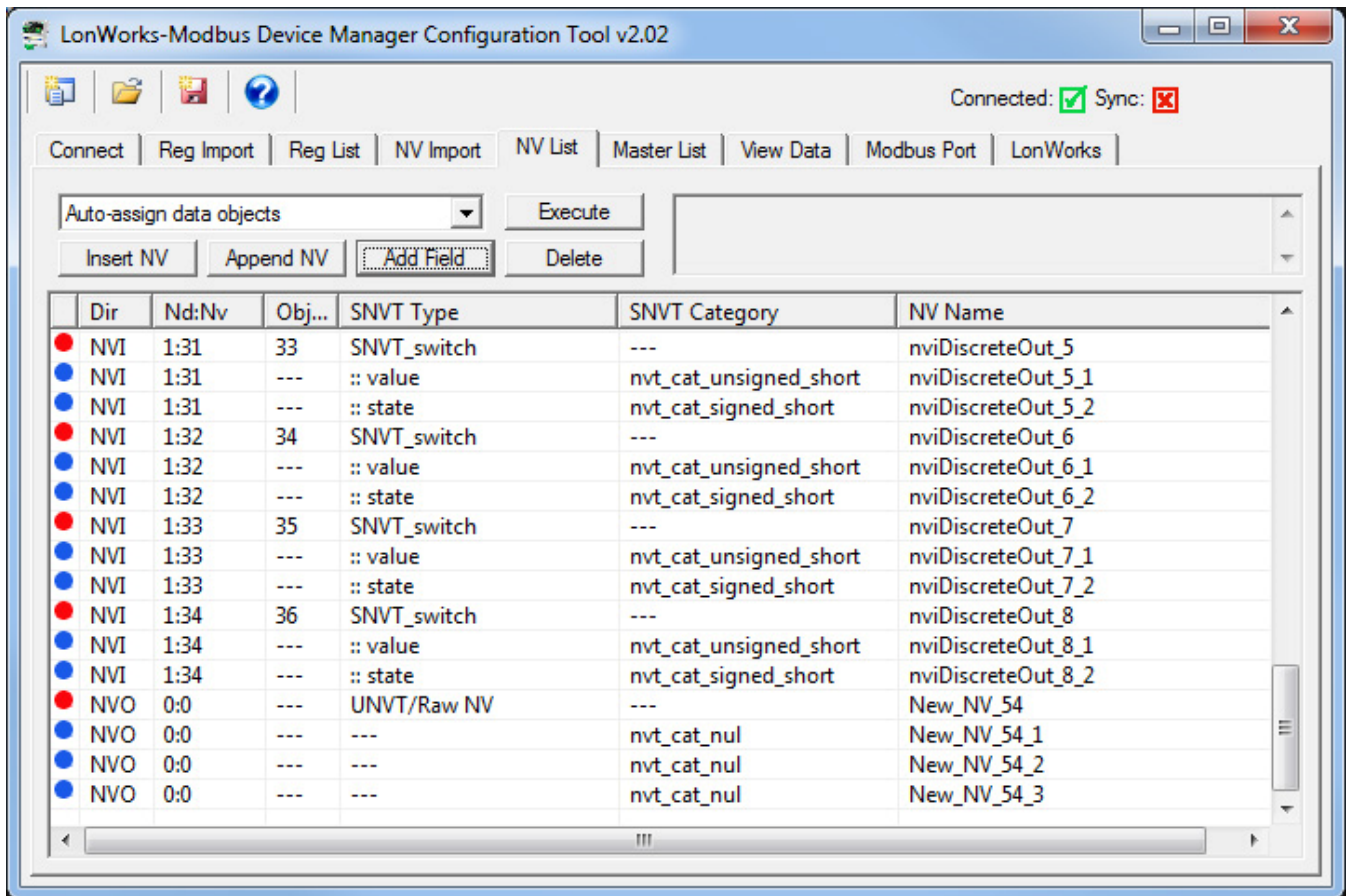 LonWorks-Modbus Device Manager Configuration Tool v2.02
Connected: Sync:
Connect Reg Import Reg List NV Import NV List Master List View Data Modbus Port LonWorks
Auto-assign data objects Execute
Insert NV Append NV Add Field Delete
Dir Nd:Nv Obj... SNVT Type SNVT Category NV Name
NVI 1:31 33 SNVT_switch --- nviDiscreteOut_5
NVI 1:31 --- :: value nvt_cat_unsigned_short nviDiscreteOut_5_1
NVI 1:31 --- :: state nvt_cat_signed_short nviDiscreteOut_5_2
NVI 1:32 34 SNVT_switch --- nviDiscreteOut_6
NVI 1:32 --- :: value nvt_cat_unsigned_short nviDiscreteOut_6_1
NVI 1:32 --- :: state nvt_cat_signed_short nviDiscreteOut_6_2
NVI 1:33 35 SNVT_switch --- nviDiscreteOut_7
NVI 1:33 --- :: value nvt_cat_unsigned_short nviDiscreteOut_7_1
NVI 1:33 --- :: state nvt_cat_signed_short nviDiscreteOut_7_2
NVI 1:34 36 SNVT_switch --- nviDiscreteOut_8
NVI 1:34 --- :: value nvt_cat_unsigned_short nviDiscreteOut_8_1
NVI 1:34 --- :: state nvt_cat_signed_short nviDiscreteOut_8_2
NVO 0:0 --- UNVT/Raw NV --- New_NV_54
NVO 0:0 --- --- nvt_cat_nul New_NV_54_1
NVO 0:0 --- --- nvt_cat_nul New_NV_54_2
NVO 0:0 --- --- nvt_cat_nul New_NV_54_3